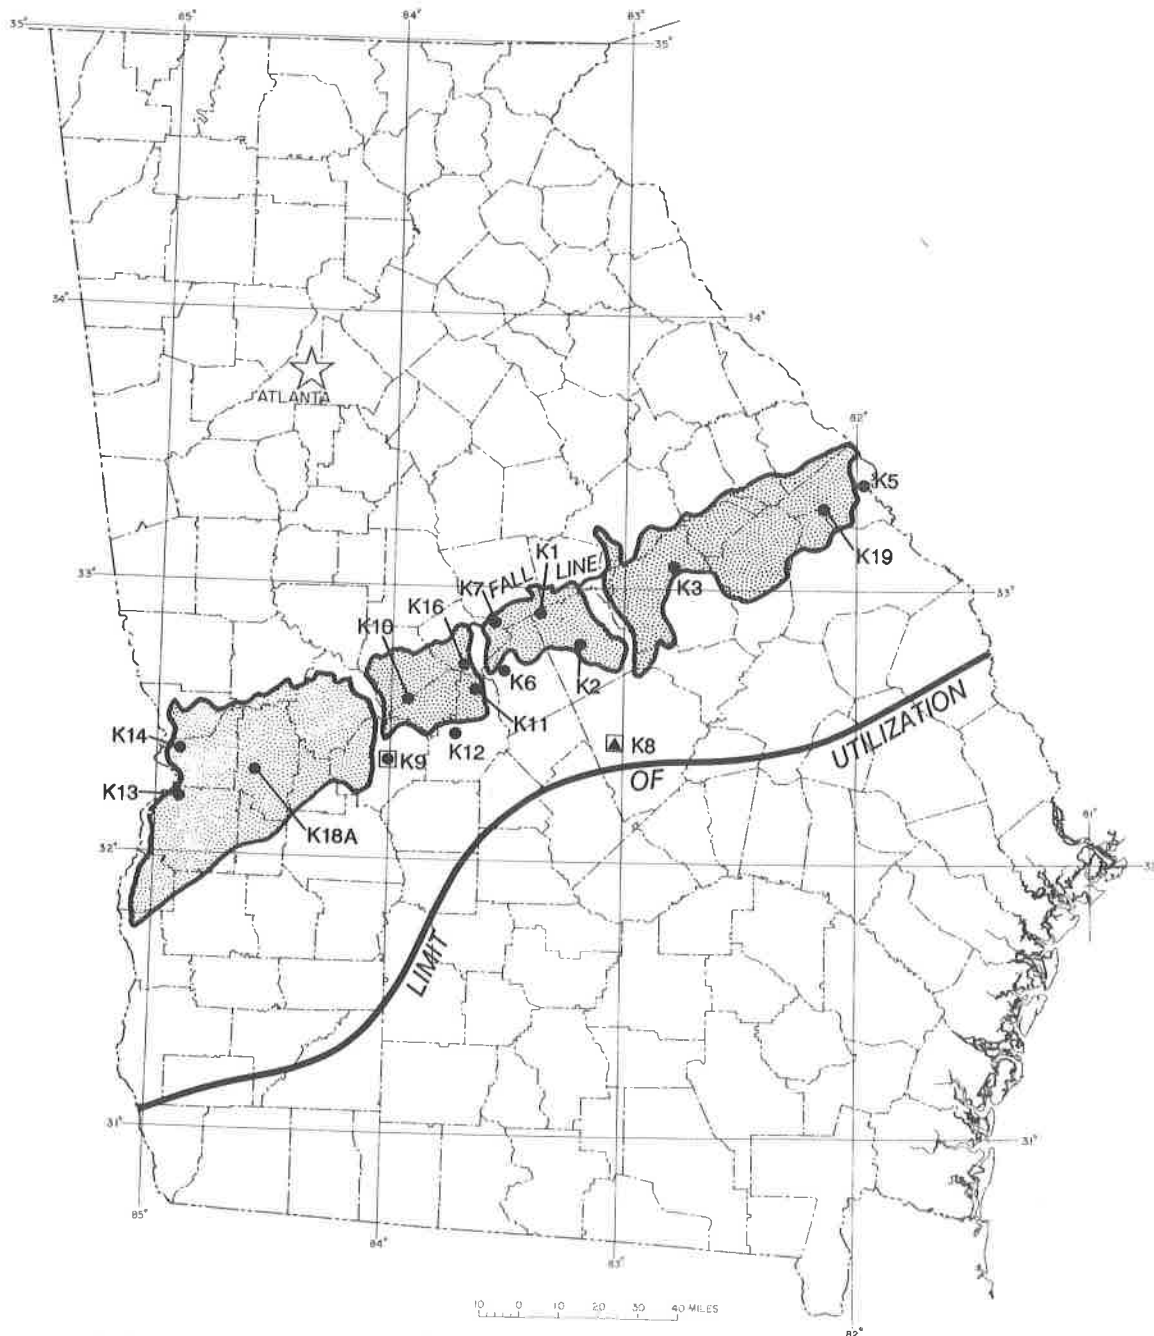 85°
84°
83°
35°
35°
34°
34°
ATLANTA
82°
K5
K1
FALL LINE
K7
K19
33°
K3
33°
K16
K10
K6
K2
K11
K14
K12
K8
K9
LIMIT OF UTILIZATION
K13
K18A
81°
32°
31°
31°
85°
84°
83°
10 0 10 20 30 40 MILES
82°